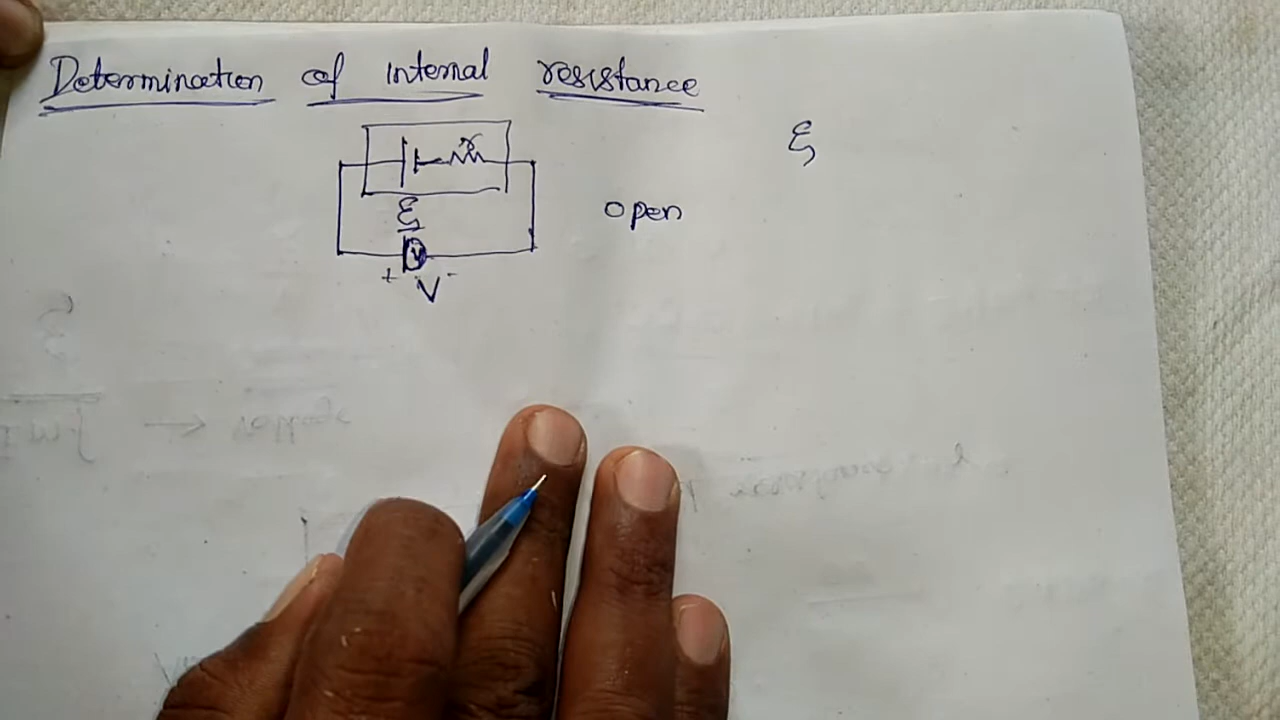 Determination of internal resistance
r
ξ
ξ
open
V
+ V -